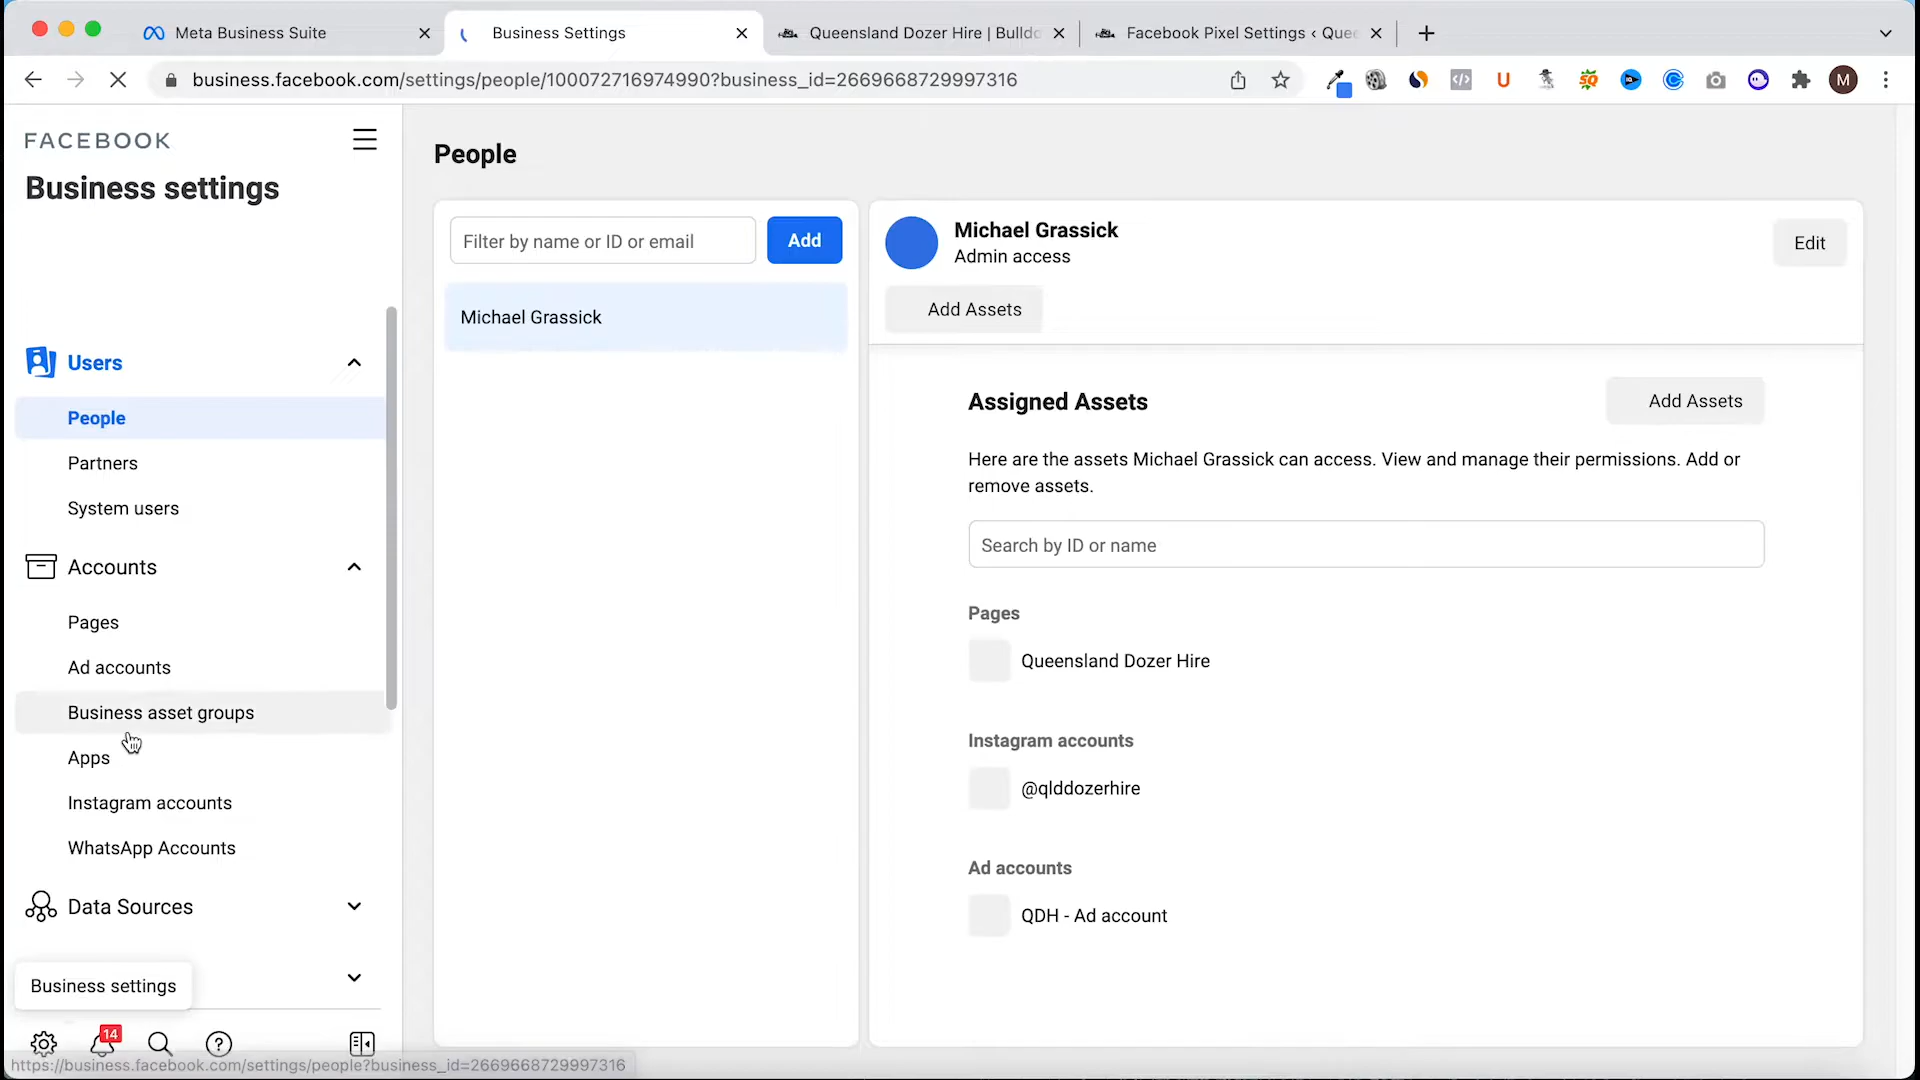 Meta Business Suite
Business Settings
Queensland Dozer Hire | Bulldo
Facebook Pixel Settings ‹ Quee
business.facebook.com/settings/people/100072716974990?business_id=2669668729997316
U
M
FACEBOOK
Business settings
Users
People
Partners
System users
Accounts
Pages
Ad accounts
Business asset groups
Apps
Instagram accounts
WhatsApp Accounts
Data Sources
Business settings
14
https://business.facebook.com/settings/people?business_id=2669668729997316
People
Filter by name or ID or email
Add
Michael Grassick
Michael Grassick
Admin access
Edit
Add Assets
Assigned Assets
Add Assets
Here are the assets Michael Grassick can access. View and manage their permissions. Add or
remove assets.
Search by ID or name
Pages
Queensland Dozer Hire
Instagram accounts
@qlddozerhire
Ad accounts
QDH - Ad account